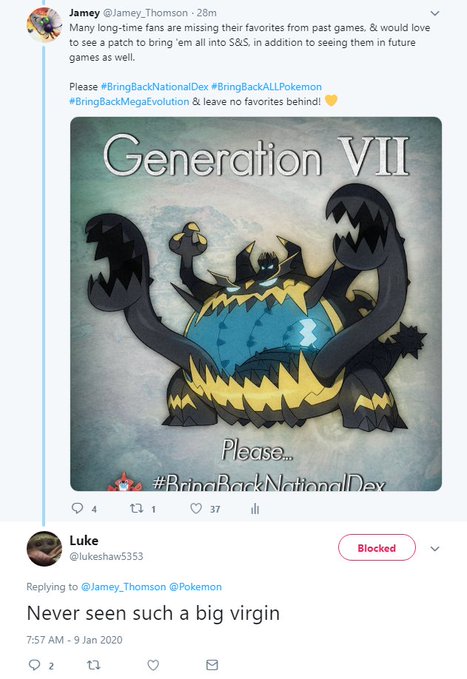 Jamey @Jamey_Thomson · 28m
Many long-time fans are missing their favorites from past games, & would love
to see a patch to bring 'em all into S&S, in addition to seeing them in future
games as well.
Please #BringBackNationalDex #BringBackALLPokemon
#BringBackMegaEvolution & leave no favorites behind! 💛
Generation VII
Please...
#BringBackNationalDex
4 1 37
Luke
@lukeshaw5353
Blocked
Replying to @Jamey_Thomson @Pokemon
Never seen such a big virgin
7:57 AM - 9 Jan 2020
2